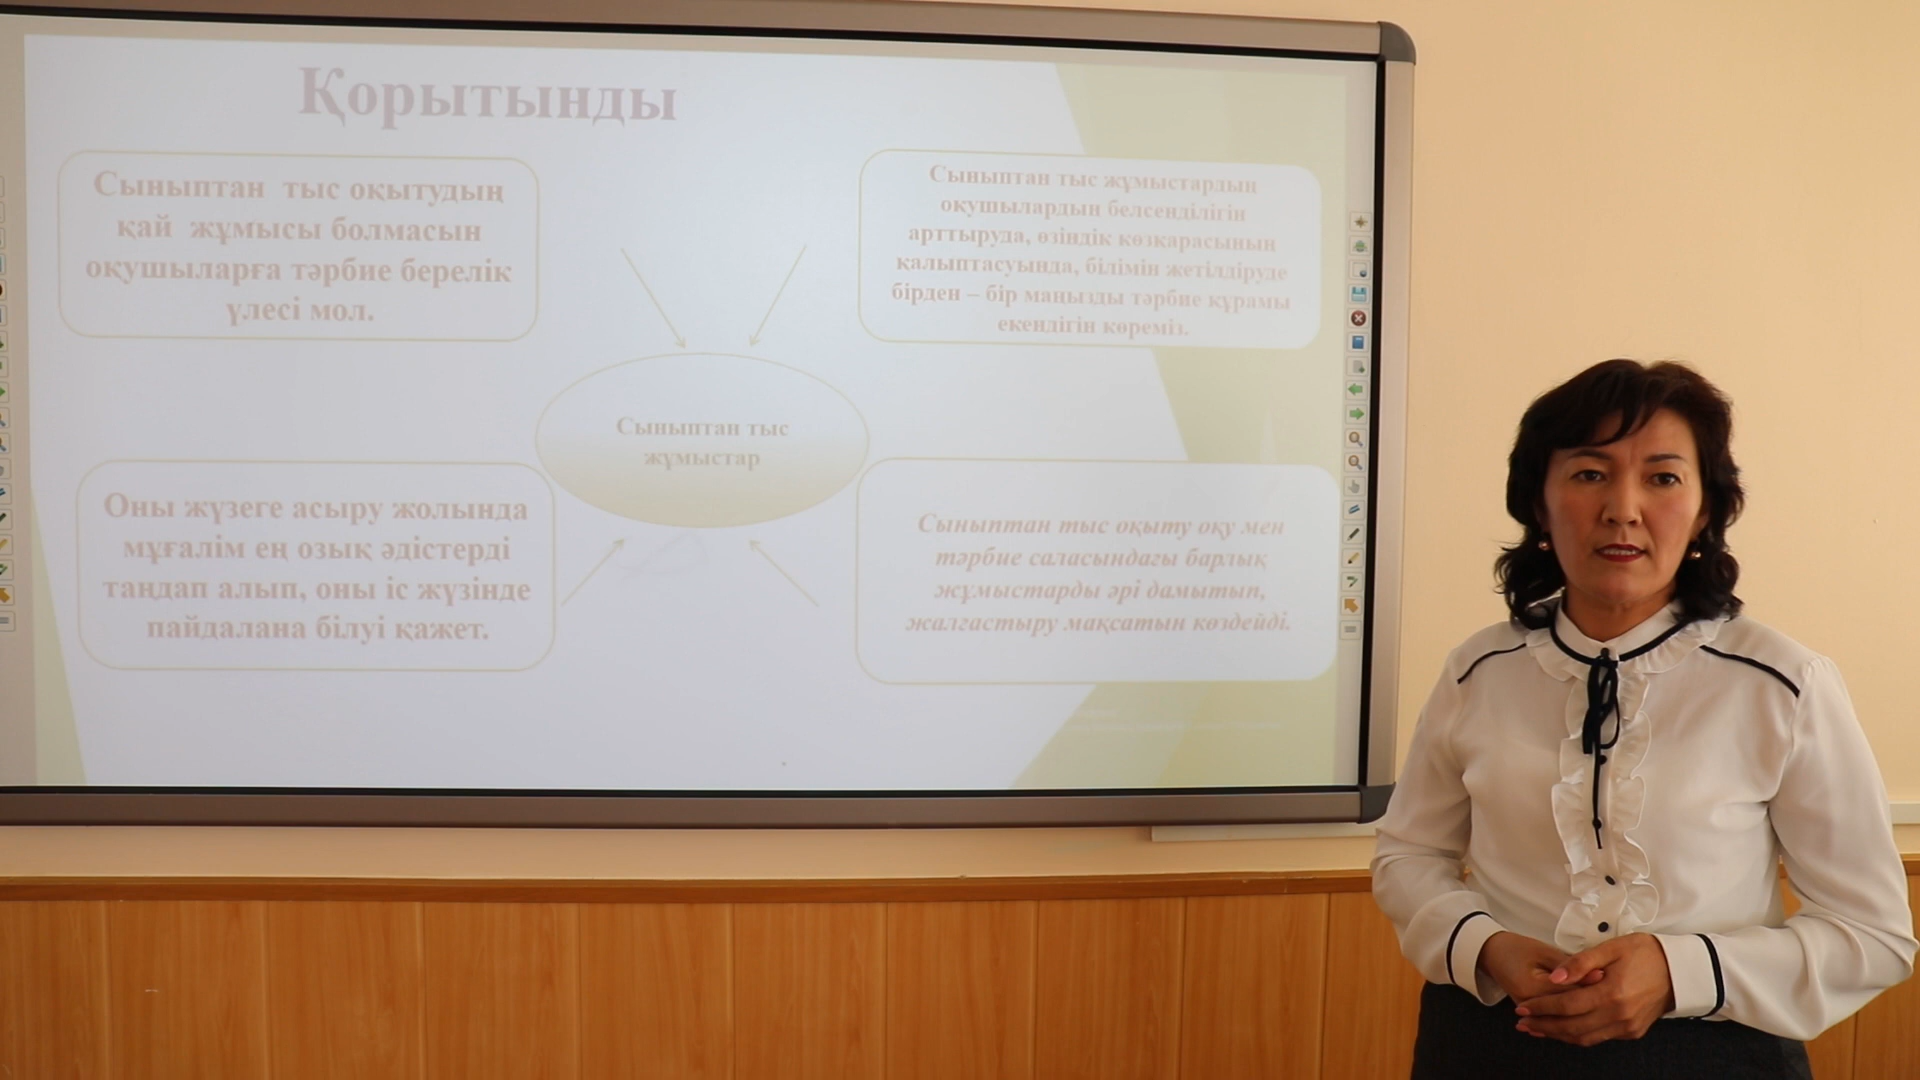 Қорытынды
Сыныптан тыс оқытудың
қай жұмысы болмасын
оқушыларға тәрбие берелік
үлесі мол.
Сыныптан тыс жұмыстардың
оқушылардың белсенділігін
арттыруда, өзіндік көзқарасының
қалыптасуында, білімін жетілдіруде
бірден – бір маңызды тәрбие құрамы
екендігін көреміз.
Сыныптан тыс
жұмыстар
Оны жүзеге асыру жолында
мұғалім ең озық әдістерді
таңдап алып, оны іс жүзінде
пайдалана білуі қажет.
Сыныптан тыс оқыту оқу мен
тәрбие саласындағы барлық
жұмыстарды әрі дамытып,
жалғастыру мақсатын көздейді.